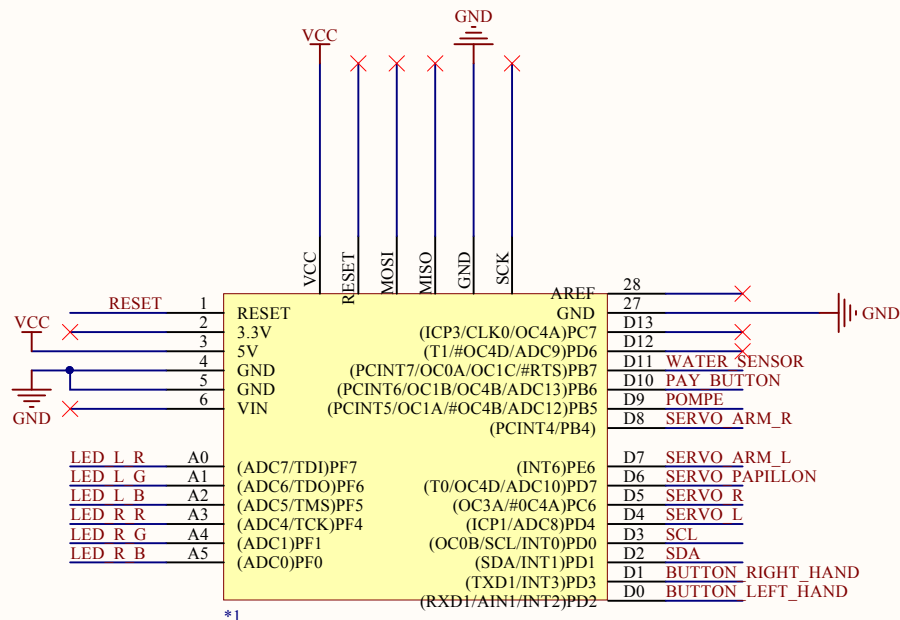 GND
VCC
VCC RESET MOSI MISO GND SCK
AREF 28
RESET 1 RESET GND 27 GND
2 3.3V (ICP3/CLK0/OC4A)PC7 D13
VCC 3 5V (T1/#OC4D/ADC9)PD6 D12
4 GND (PCINT7/OC0A/OC1C/#RTS)PB7 D11 WATER_SENSOR
5 GND (PCINT6/OC1B/OC4B/ADC13)PB6 D10 PAY_BUTTON
GND 6 VIN (PCINT5/OC1A/#OC4B/ADC12)PB5 D9 POMPE
(PCINT4/PB4) D8 SERVO_ARM_R
LED_L_R A0 (ADC7/TDI)PF7 (INT6)PE6 D7 SERVO_ARM_L
LED_L_G A1 (ADC6/TDO)PF6 (T0/OC4D/ADC10)PD7 D6 SERVO_PAPILLON
LED_L_B A2 (ADC5/TMS)PF5 (OC3A/#0C4A)PC6 D5 SERVO_R
LED_R_R A3 (ADC4/TCK)PF4 (ICP1/ADC8)PD4 D4 SERVO_L
LED_R_G A4 (ADC1)PF1 (OC0B/SCL/INT0)PD0 D3 SCL
LED_R_B A5 (ADC0)PF0 (SDA/INT1)PD1 D2 SDA
(TXD1/INT3)PD3 D1 BUTTON_RIGHT_HAND
(RXD1/AIN1/INT2)PD2 D0 BUTTON_LEFT_HAND
*1